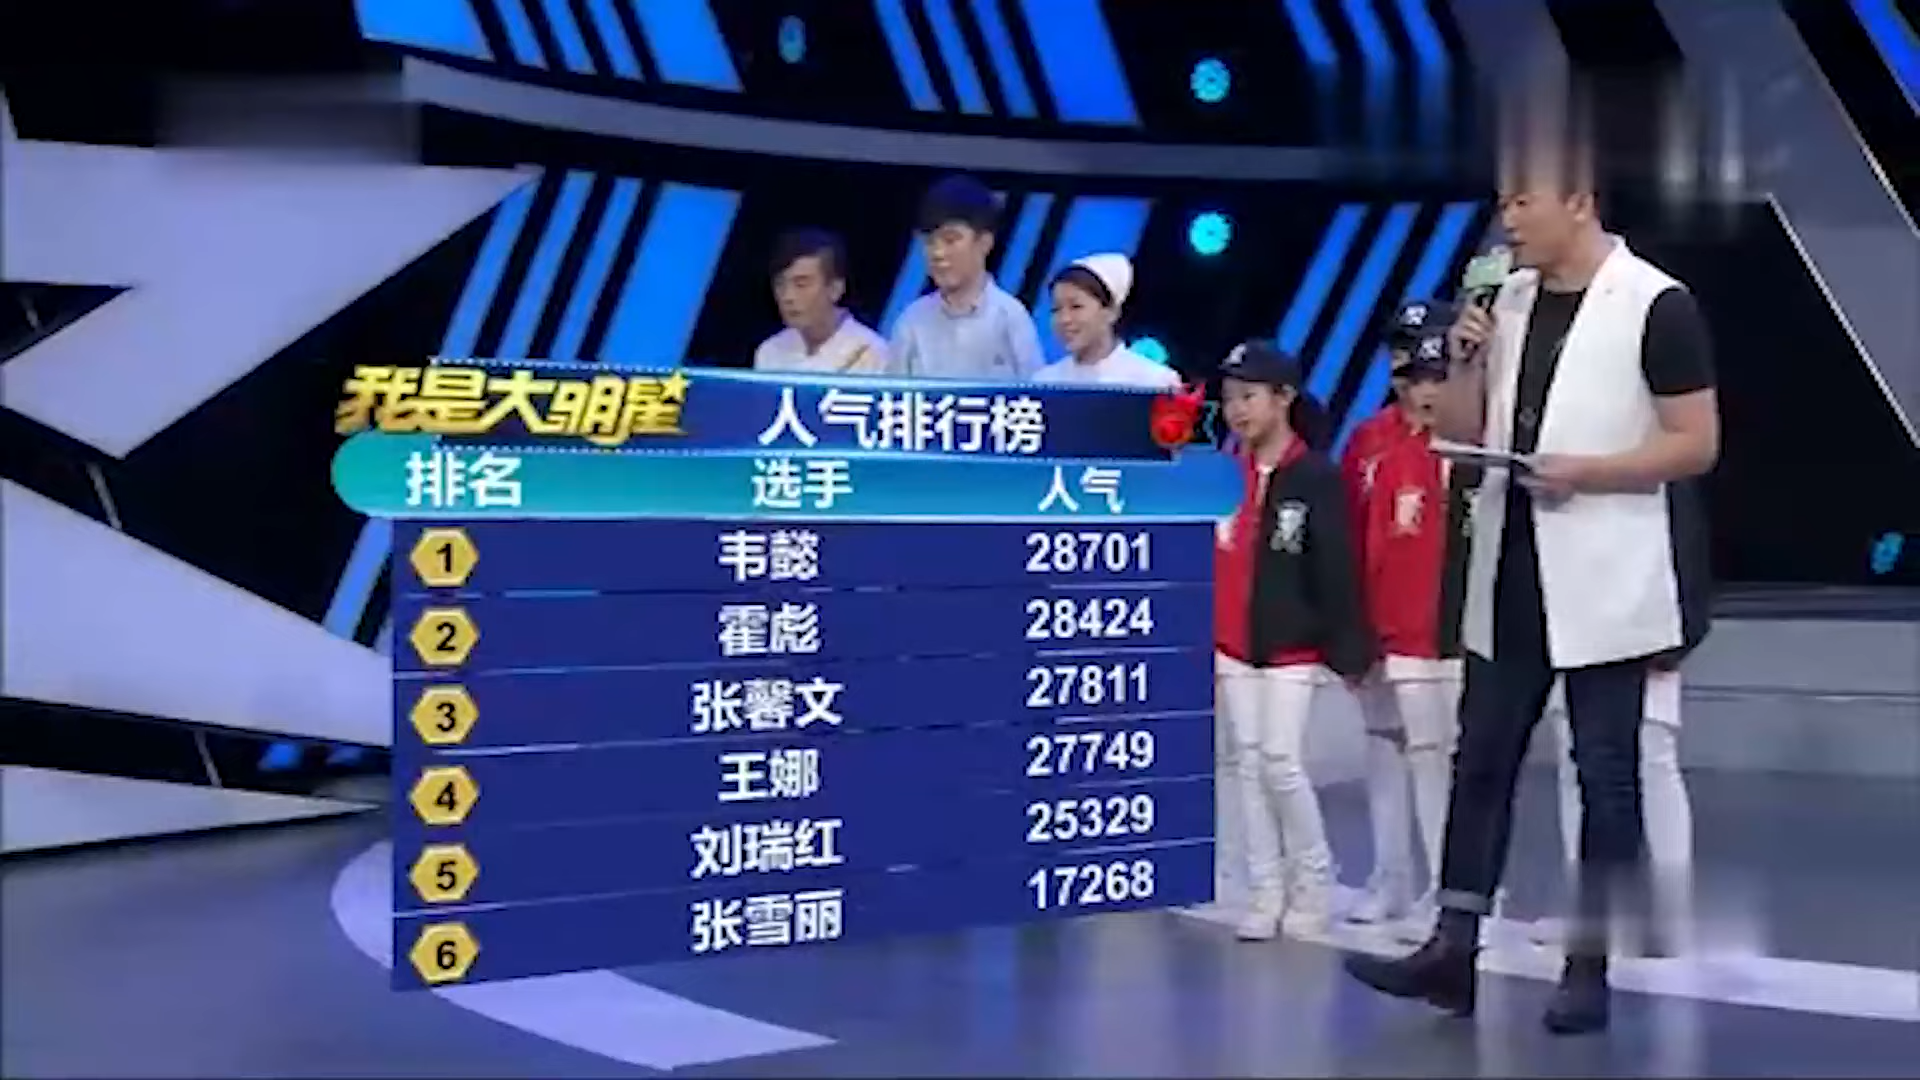 我是大明星 人气排行榜
排名 选手 人气
1 韦懿 28701
2 霍彪 28424
3 张馨文 27811
4 王娜 27749
5 刘瑞红 25329
6 张雪丽 17268